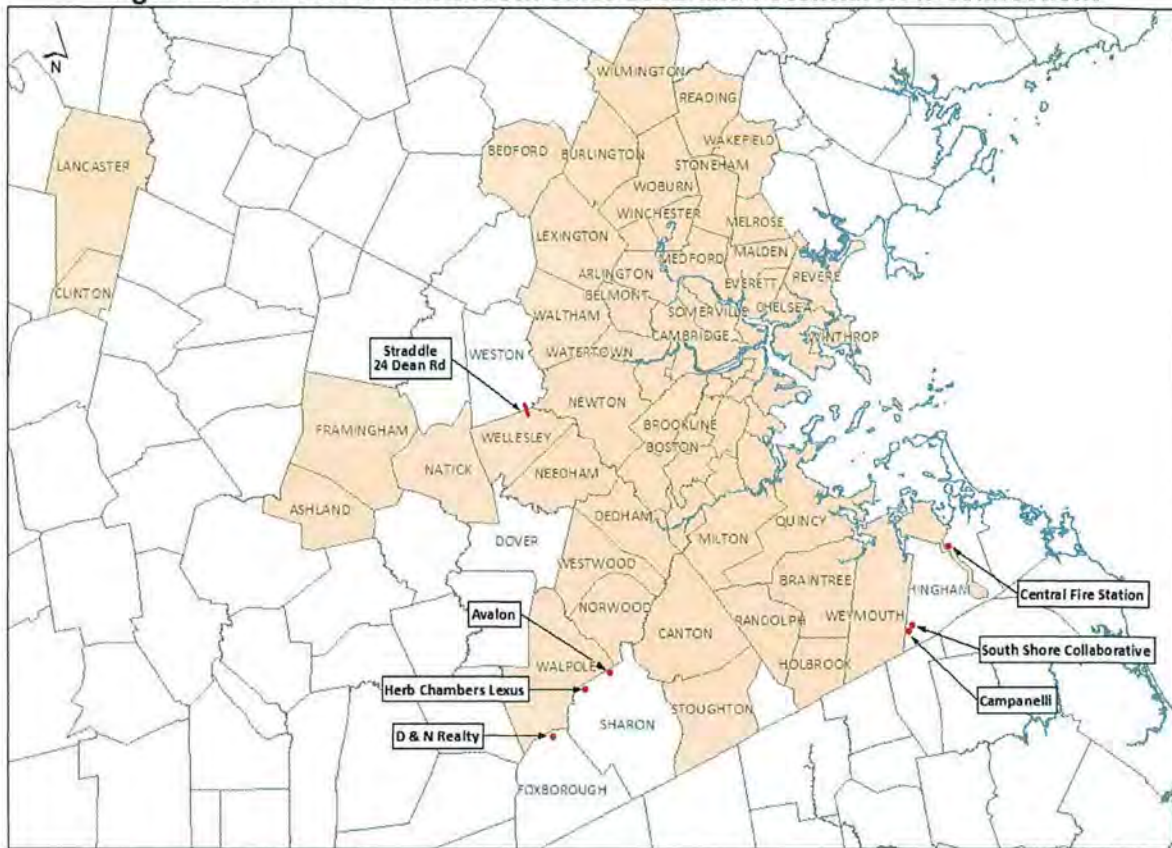 N
WILMINGTON
READING
LANCASTER
BEDFORD
BURLINGTON
WAKEFIELD
STONEHAM
WOBURN
WINCHESTER
MELROSE
LEXINGTON
MEDFORD
MALDEN
ARLINGTON
REVERE
EVERETT
CLINTON
BELMONT
CHELSEA
SOMERVILLE
WALTHAM
CAMBRIDGE
WINTHROP
Straddle
24 Dean Rd
WESTON
WATERTOWN
NEWTON
FRAMINGHAM
BROOKLINE
WELLESLEY
BOSTON
NATICK
NEEDHAM
ASHLAND
DEDHAM
QUINCY
DOVER
MILTON
WESTWOOD
BRAINTREE
HINGHAM
Central Fire Station
NORWOOD
Avalon
RANDOLPH
WEYMOUTH
CANTON
South Shore Collaborative
WALPOLE
HOLBROOK
Herb Chambers Lexus
Campanelli
STOUGHTON
SHARON
D & N Realty
FOXBOROUGH